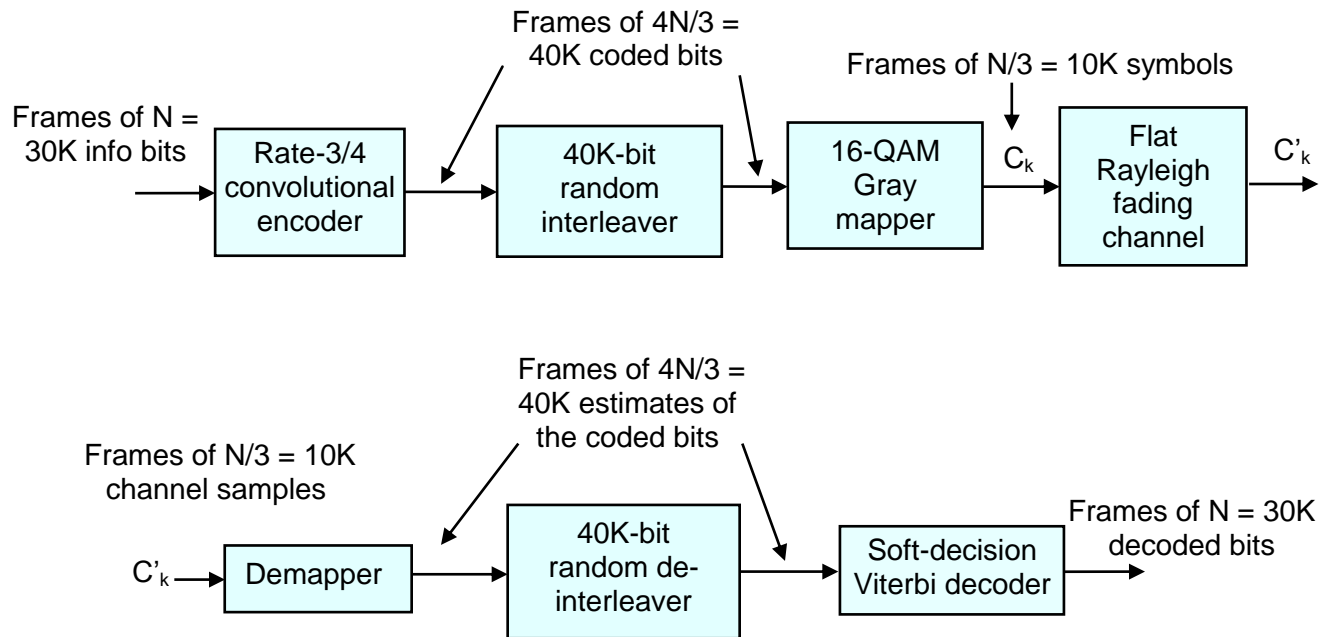 Frames of 4N/3 =
40K coded bits
Frames of N/3 = 10K symbols
Frames of N =
30K info bits
Rate-3/4
convolutional
encoder
40K-bit
random
interleaver
16-QAM
Gray
mapper
C_k
Flat
Rayleigh
fading
channel
C'_k
Frames of 4N/3 =
40K estimates of
the coded bits
Frames of N/3 = 10K
channel samples
C'_k
Demapper
40K-bit
random de-
interleaver
Soft-decision
Viterbi decoder
Frames of N = 30K
decoded bits